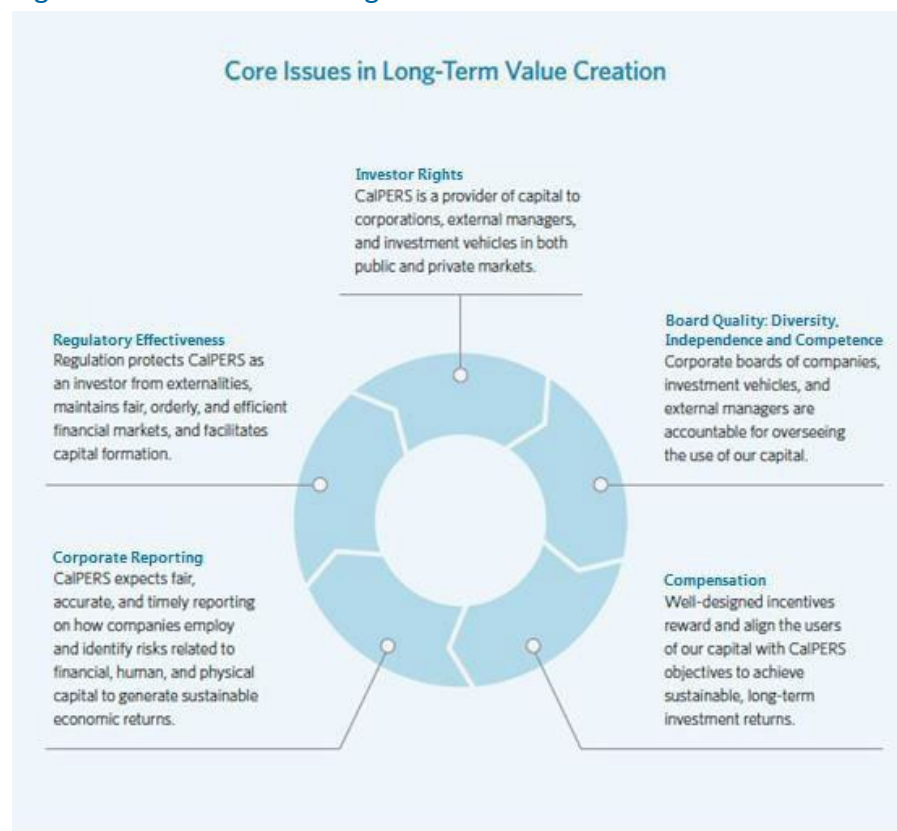 Core Issues in Long-Term Value Creation
Investor Rights
CalPERS is a provider of capital to
corporations, external managers,
and investment vehicles in both
public and private markets.
Board Quality: Diversity,
Independence and Competence
Corporate boards of companies,
investment vehicles, and
external managers are
accountable for overseeing
the use of our capital.
Compensation
Well-designed incentives
reward and align the users
of our capital with CalPERS
objectives to achieve
sustainable, long-term
investment returns.
Corporate Reporting
CalPERS expects fair,
accurate, and timely reporting
on how companies employ
and identify risks related to
financial, human, and physical
capital to generate sustainable
economic returns.
Regulatory Effectiveness
Regulation protects CalPERS as
an investor from externalities,
maintains fair, orderly, and efficient
financial markets, and facilitates
capital formation.